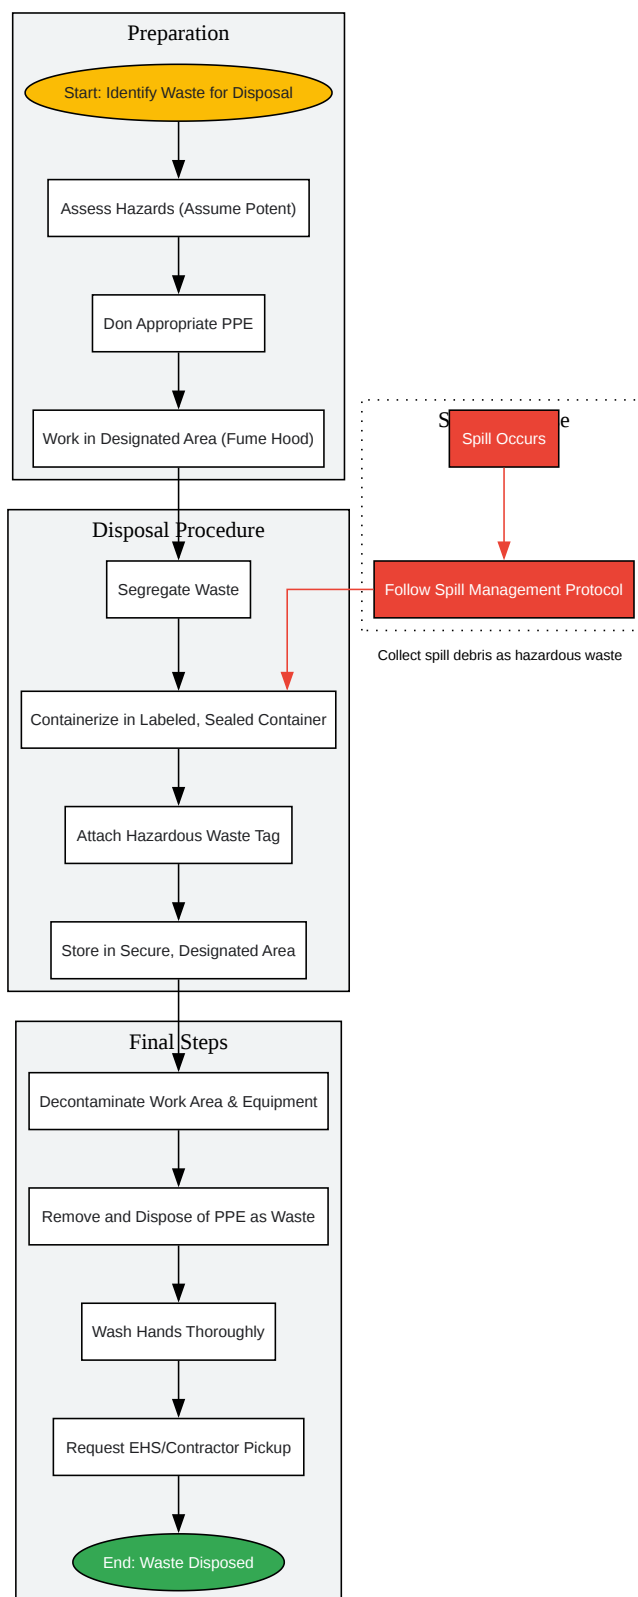 Preparation
Start: Identify Waste for Disposal
Assess Hazards (Assume Potent)
Don Appropriate PPE
Work in Designated Area (Fume Hood)
Spill Occurs
Disposal Procedure
Segregate Waste
Follow Spill Management Protocol
Collect spill debris as hazardous waste
Containerize in Labeled, Sealed Container
Attach Hazardous Waste Tag
Store in Secure, Designated Area
Final Steps
Decontaminate Work Area & Equipment
Remove and Dispose of PPE as Waste
Wash Hands Thoroughly
Request EHS/Contractor Pickup
End: Waste Disposed